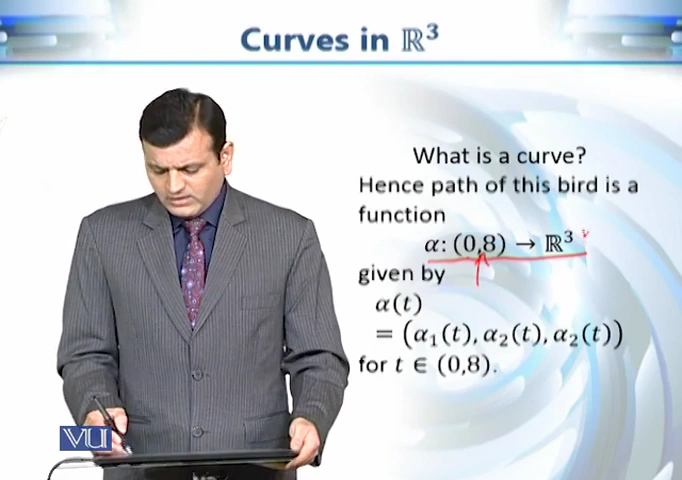 Curves in ℝ³
What is a curve?
Hence path of this bird is a
function
α: (0,8) → ℝ³
given by
α(t)
= (α₁(t), α₂(t), α₂(t))
for t ∈ (0,8).
VU